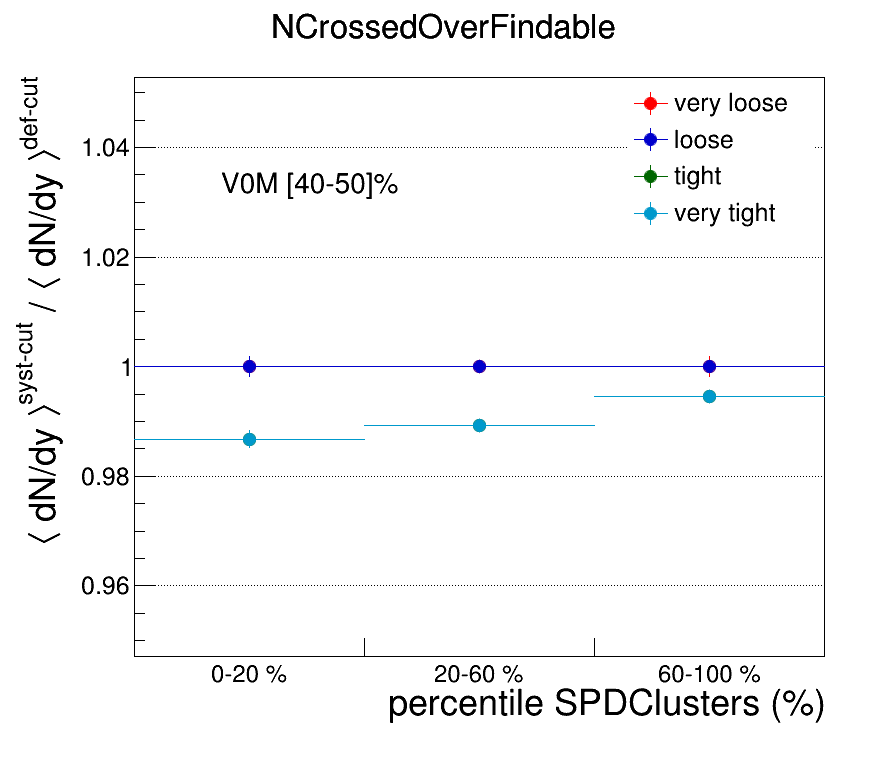 NCrossedOverFindable
⟨ dN/dy ⟩^syst-cut / ⟨ dN/dy ⟩^def-cut
very loose
loose
tight
very tight
V0M [40-50]%
1.04
1.02
1
0.98
0.96
0-20 %
20-60 %
60-100 %
percentile SPDClusters (%)